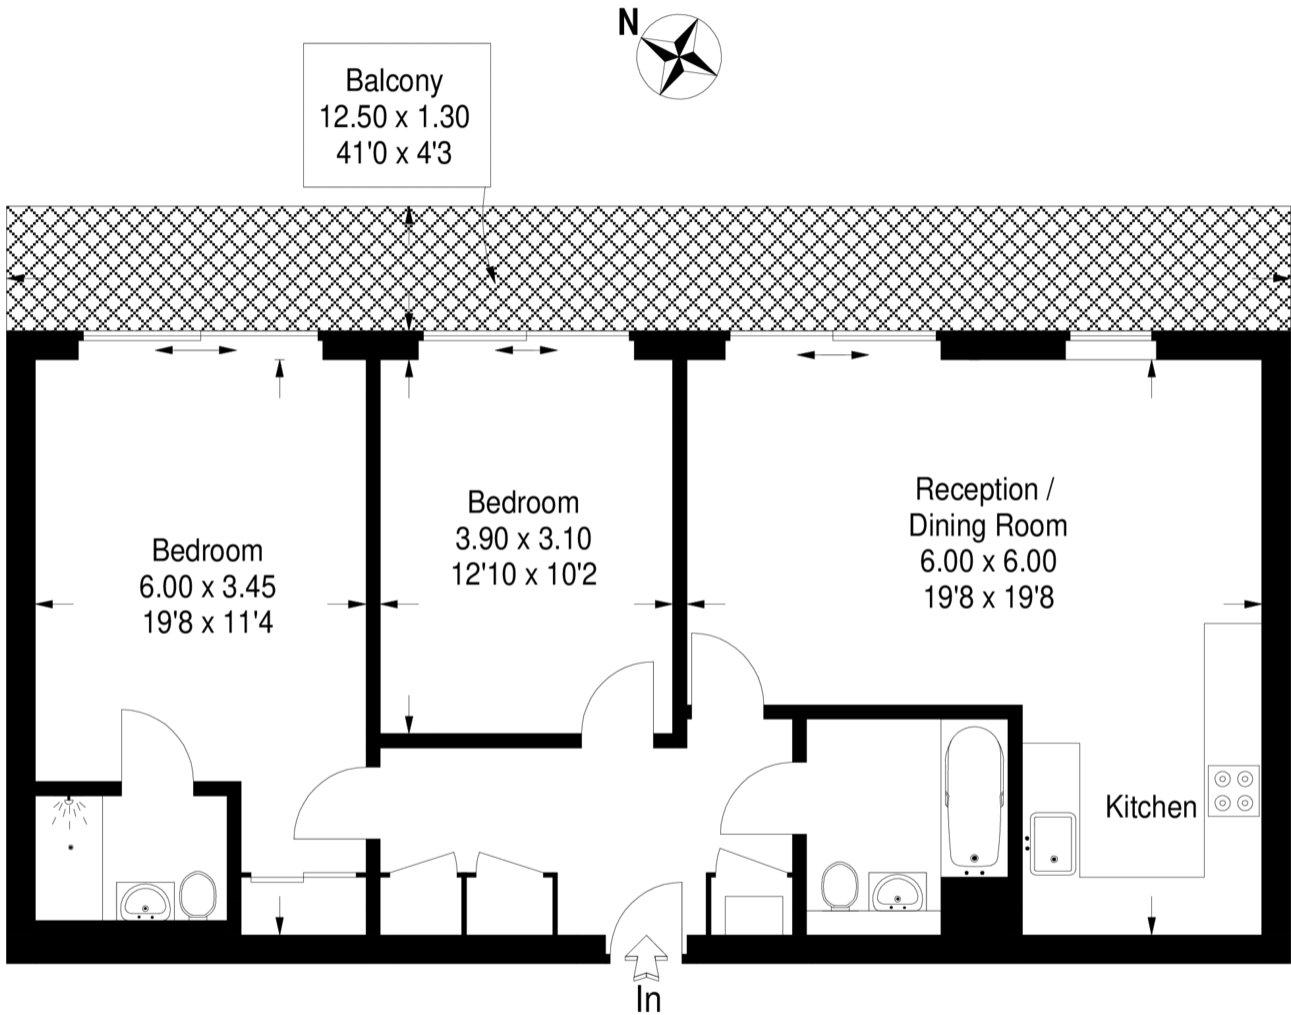 N
Balcony
12.50 x 1.30
41'0 x 4'3
Bedroom
6.00 x 3.45
19'8 x 11'4
Bedroom
3.90 x 3.10
12'10 x 10'2
Reception /
Dining Room
6.00 x 6.00
19'8 x 19'8
Kitchen
In